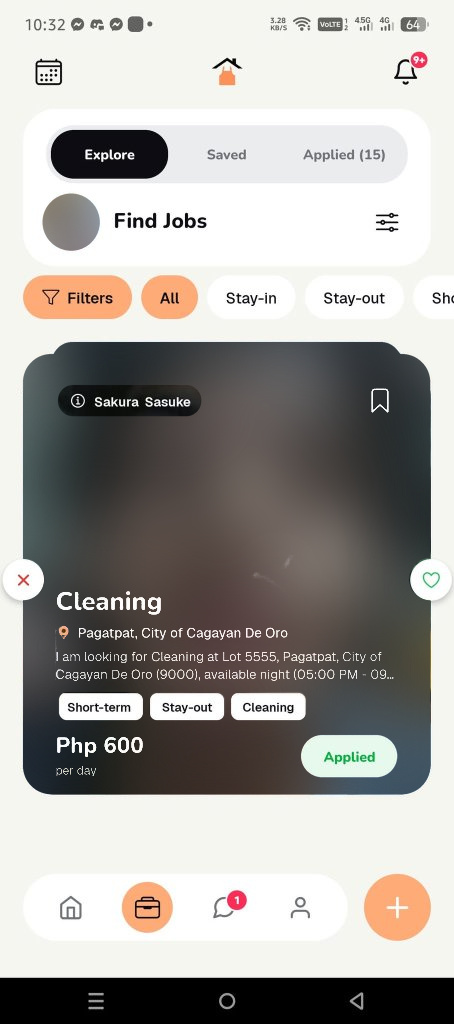 10:32
3.28 KB/S VoLTE 1 2 4.5G 4G 64
9+
Explore Saved Applied (15)
Find Jobs
Filters All Stay-in Stay-out Sho
Sakura Sasuke
Cleaning
Pagatpat, City of Cagayan De Oro
I am looking for Cleaning at Lot 5555, Pagatpat, City of
Cagayan De Oro (9000), available night (05:00 PM - 09...
Short-term Stay-out Cleaning
Php 600
per day
Applied
1